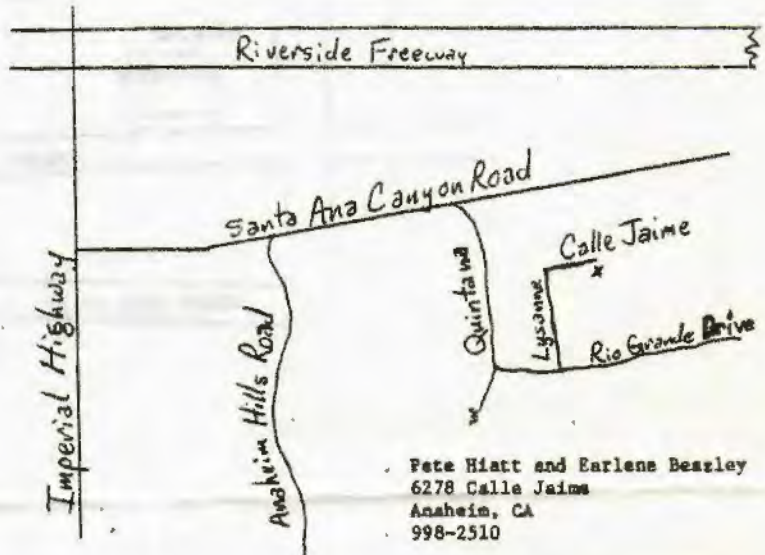 Riverside Freeway
Santa Ana Canyon Road
Calle Jaime
Imperial Highway
Anaheim Hills Road
Quintana
Lysanne
Rio Grande Drive
Pete Hiatt and Earlene Beazley
6278 Calle Jaime
Anaheim, CA
998-2510